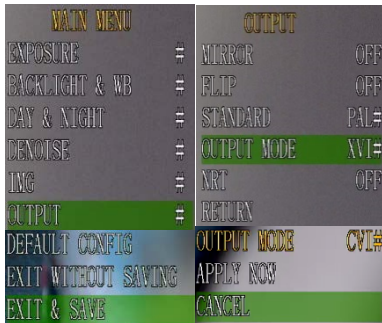 MAIN MENU
EXPOSURE #
BACKLIGHT & WB #
DAY & NIGHT #
DENOISE #
IMG #
OUTPUT #
DEFAULT CONFIG
EXIT WITHOUT SAVING
EXIT & SAVE
OUTPUT
MIRROR OFF
FLIP OFF
STANDARD PAL#
OUTPUT MODE XVI#
NRT OFF
RETURN
OUTPUT MODE CVI#
APPLY NOW
CANCEL